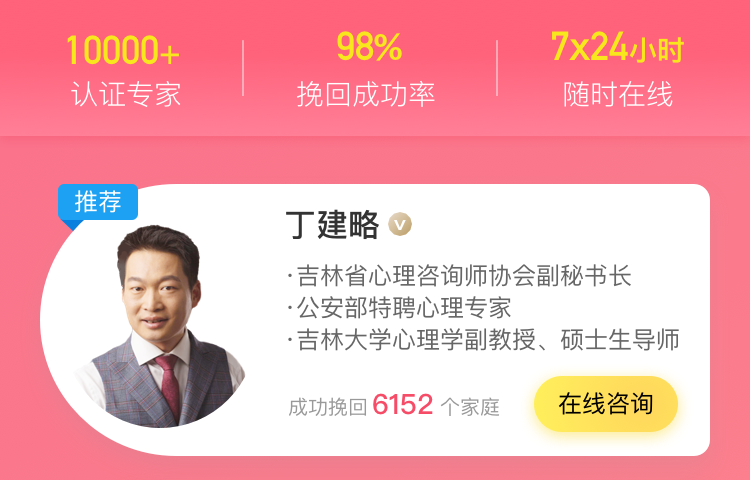 10000+
认证专家
98%
挽回成功率
7x24小时
随时在线
推荐
丁建略
·吉林省心理咨询师协会副秘书长
·公安部特聘心理专家
·吉林大学心理学副教授、硕士生导师
成功挽回 6152 个家庭
在线咨询